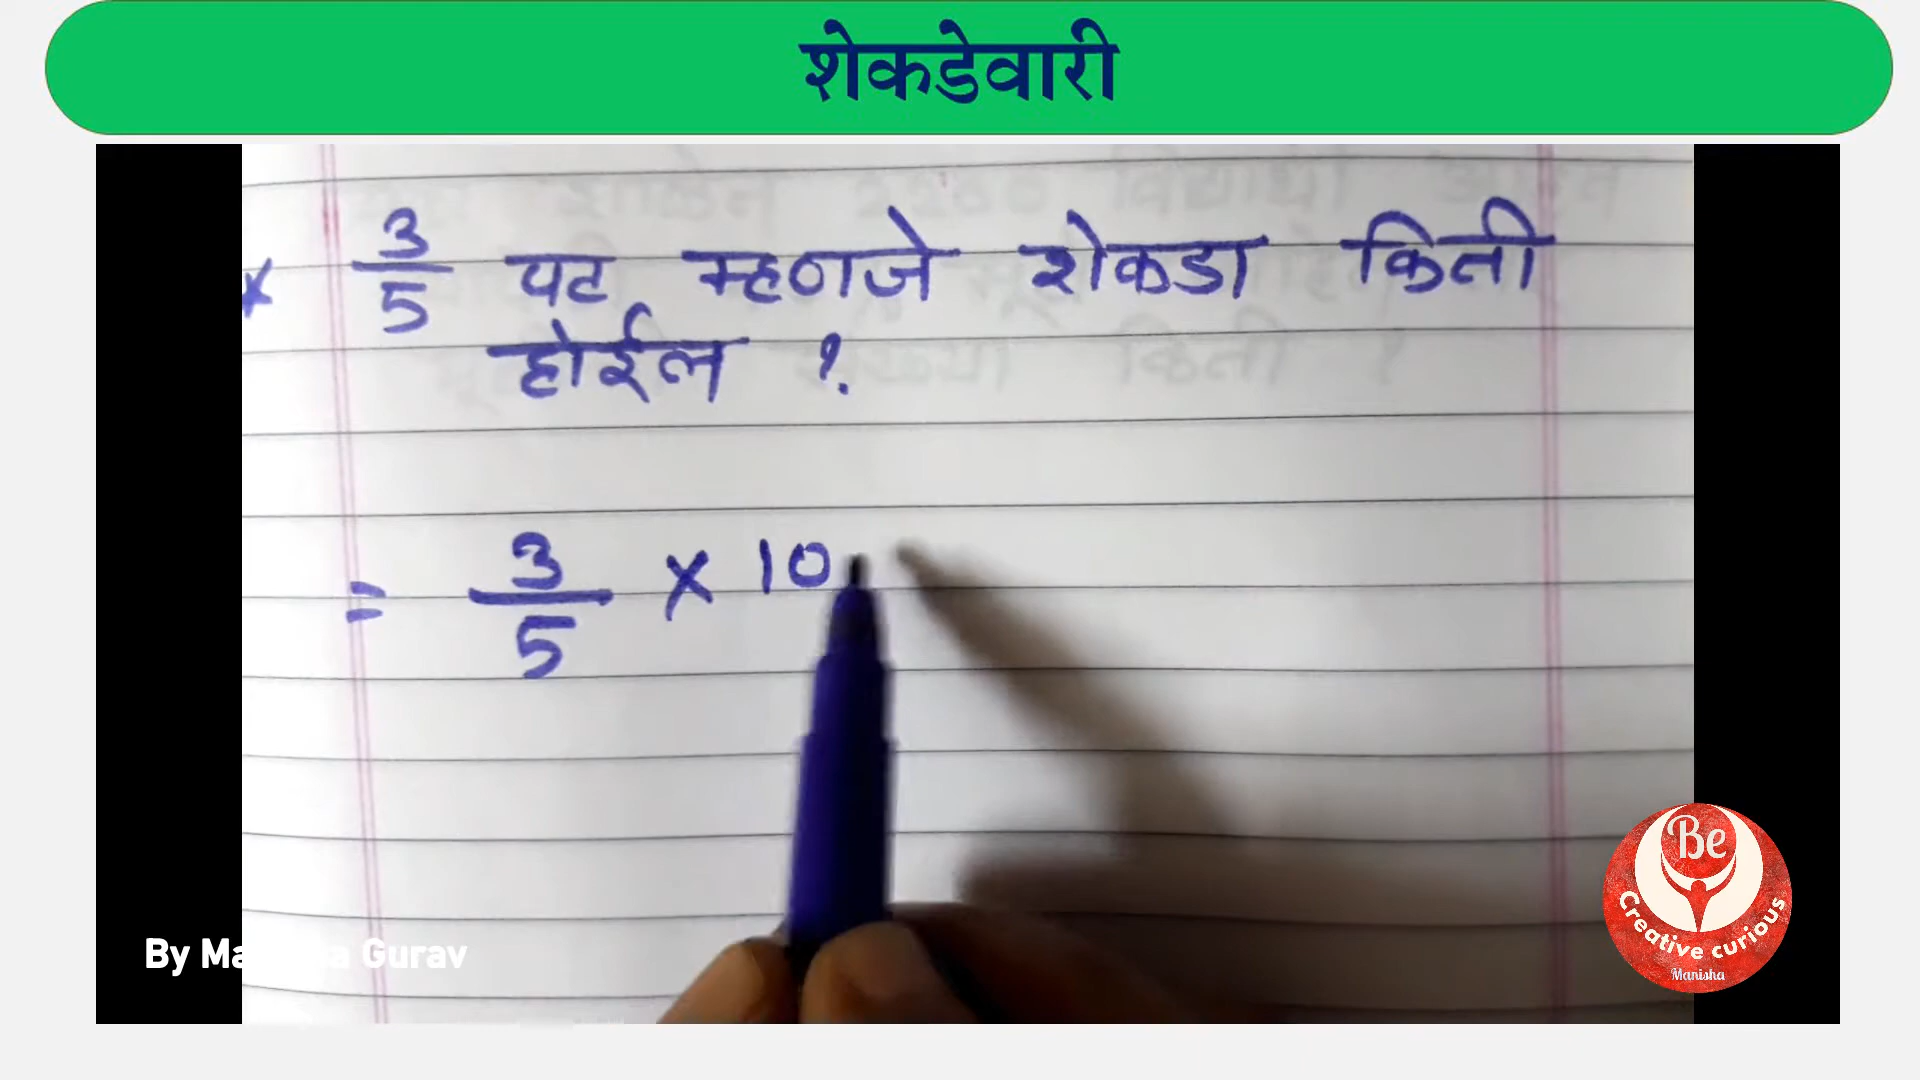 शेकडेवारी
× 3/5 पट म्हणजे शेकडा किती
होईल ?
= 3/5 × 10
By Ma Gurav
Be
Creative curious
Manisha